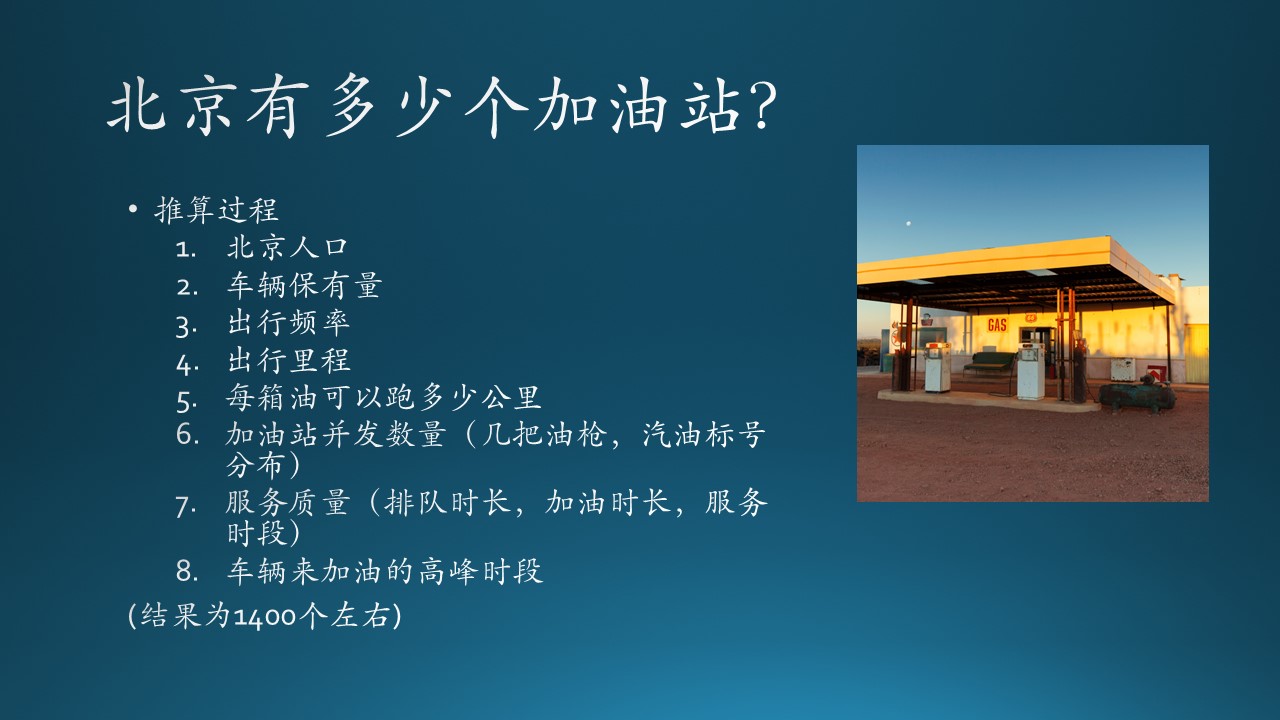 北京有多少个加油站?
• 推算过程
1. 北京人口
2. 车辆保有量
3. 出行频率
4. 出行里程
5. 每箱油可以跑多少公里
6. 加油站并发数量（几把油枪，汽油标号
分布）
7. 服务质量（排队时长，加油时长，服务
时段）
8. 车辆来加油的高峰时段
(结果为1400个左右)
GAS